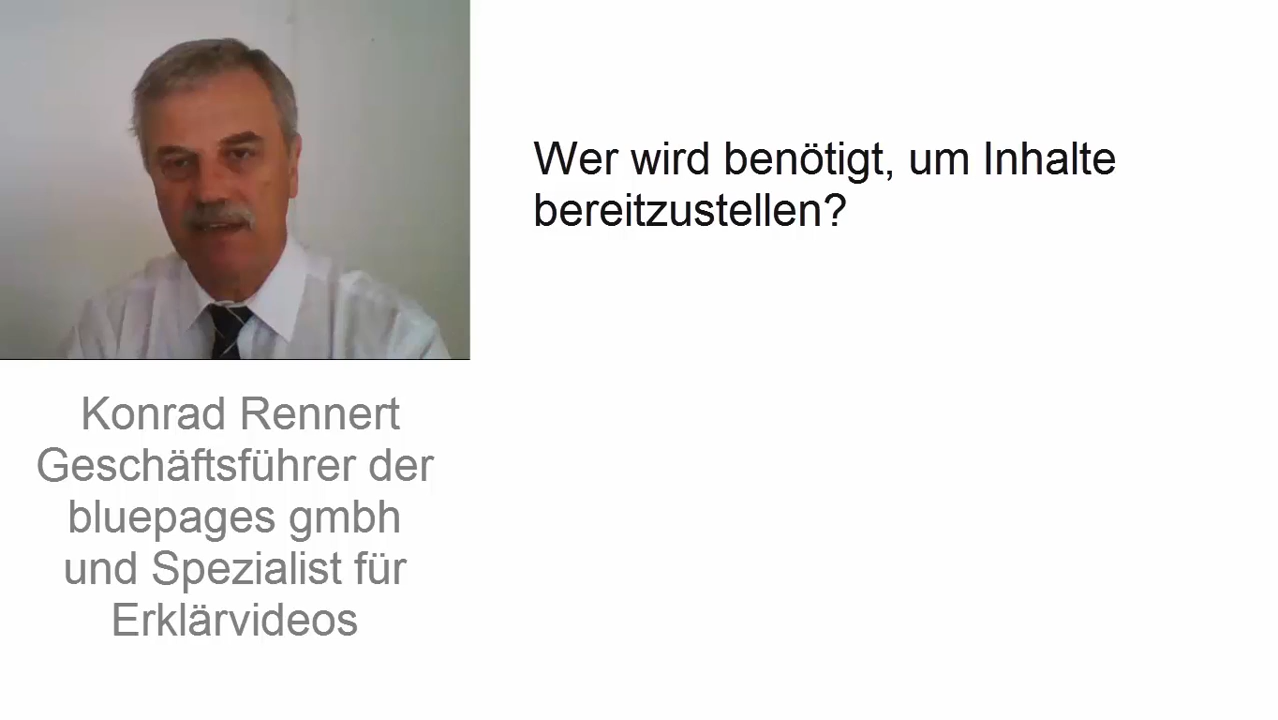 Wer wird benötigt, um Inhalte
bereitzustellen?
Konrad Rennert
Geschäftsführer der
bluepages gmbh
und Spezialist für
Erklärvideos